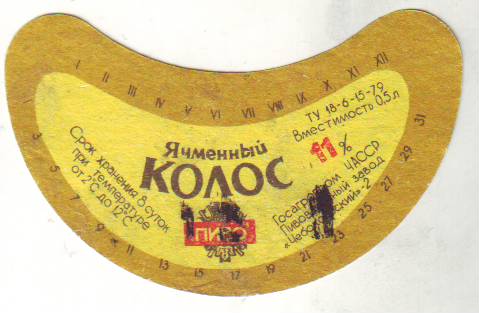 I II III IV V VI VII VIII IX X XI XII
Ячменный
КОЛОС
ПИВО
11%
ТУ 18-6-15-79
Вместимость 0,5 л
Срок хранения 8 суток
при температуре
от 2°С до 12°С
Госагропром ЧАССР
завод
-2
1 3 5 7 9 11 13 15 17 19 21 23 25 27 29 31